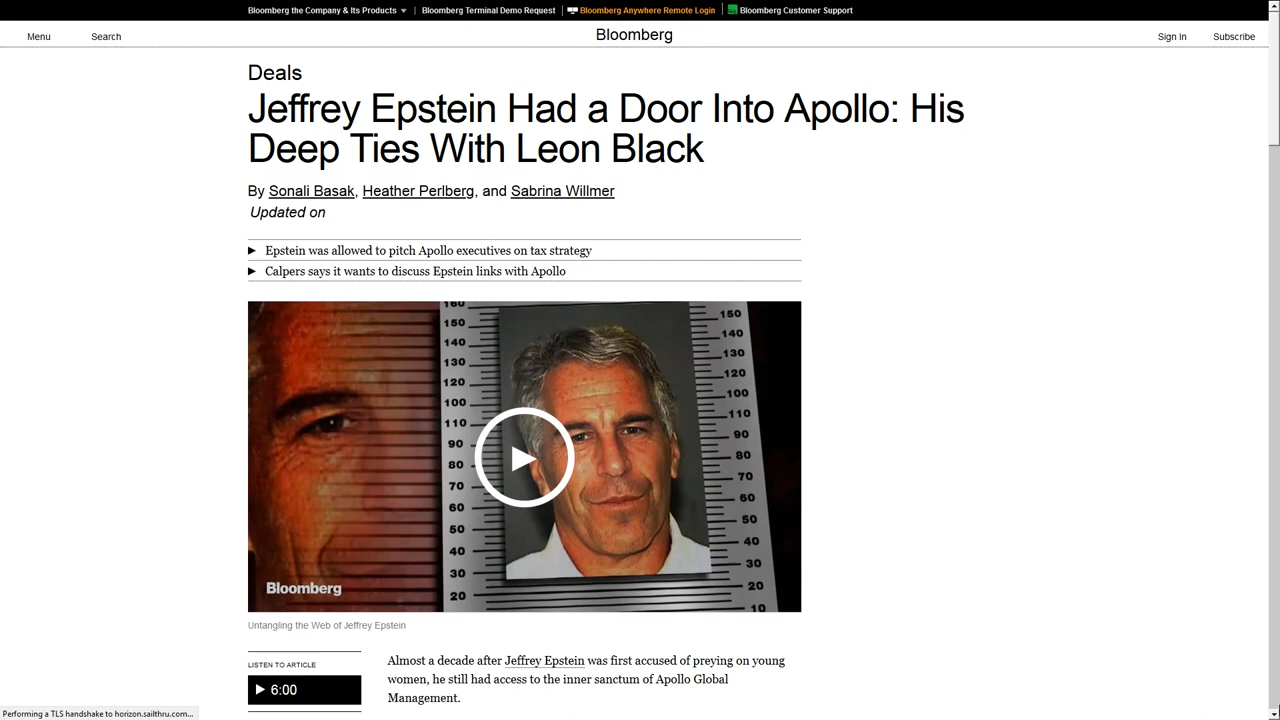 Bloomberg the Company & Its Products
Bloomberg Terminal Demo Request
Bloomberg Anywhere Remote Login
Bloomberg Customer Support
Menu
Search
Bloomberg
Sign In
Subscribe
Deals
Jeffrey Epstein Had a Door Into Apollo: His
Deep Ties With Leon Black
By Sonali Basak, Heather Perlberg, and Sabrina Willmer
Updated on
Epstein was allowed to pitch Apollo executives on tax strategy
Calpers says it wants to discuss Epstein links with Apollo
160
150
140
130
120
100
110
90
80
70
60
50
40
30
20
150
140
130
120
100
110
90
80
70
60
50
40
30
20
10
Bloomberg
Untangling the Web of Jeffrey Epstein
LISTEN TO ARTICLE
6:00
Almost a decade after Jeffrey Epstein was first accused of preying on young
women, he still had access to the inner sanctum of Apollo Global
Management.
Performing a TLS handshake to horizon.sailthru.com...